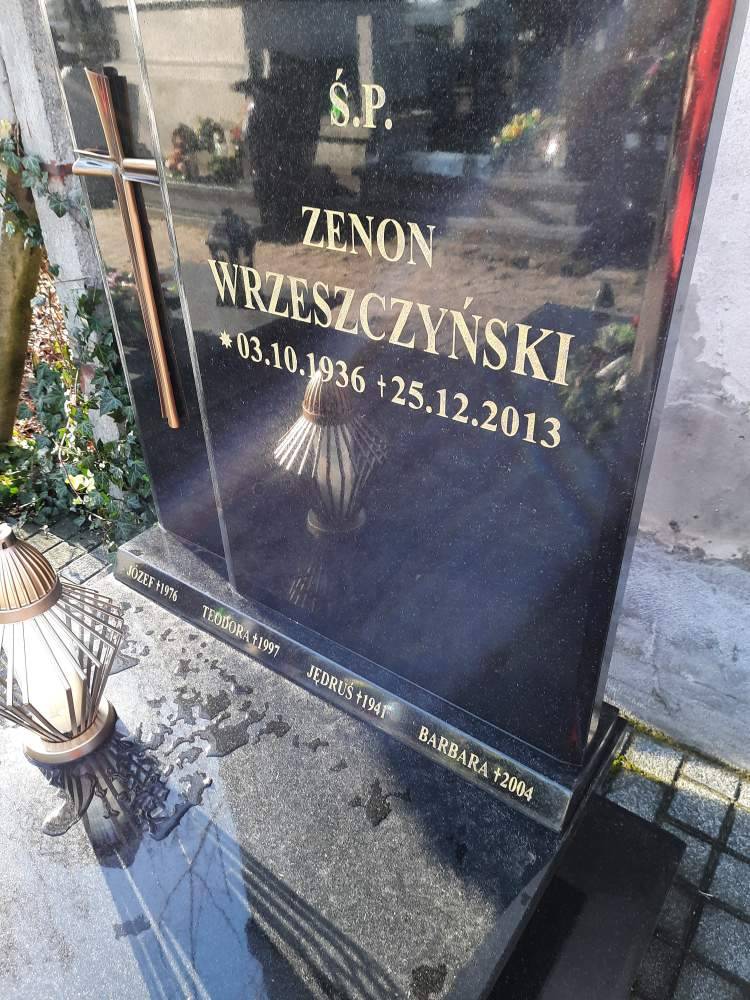 Ś.P.
ZENON
WRZESZCZYŃSKI
*03.10.1936 †25.12.2013
JÓZEF †1976
TEODORA †1997
JĘDRUŚ †1941
BARBARA †2004